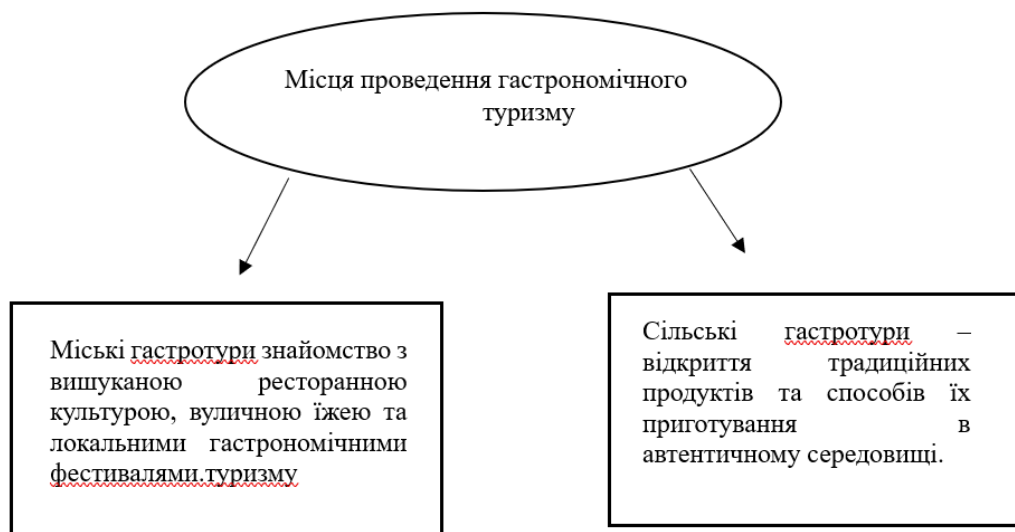 Місця проведення гастрономічного
туризму
Міські гастротури знайомство з
вишуканою ресторанною
культурою, вуличною їжею та
локальними гастрономічними
фестивалями.туризму
Сільські гастротури –
відкриття традиційних
продуктів та способів їх
приготування в
автентичному середовищі.